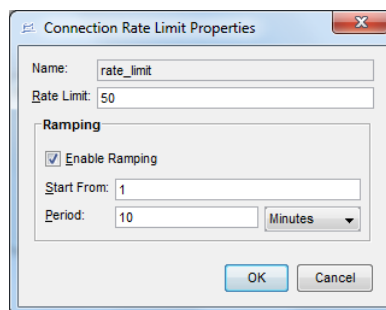 Connection Rate Limit Properties
Name: rate_limit
Rate Limit: 50
Ramping
Enable Ramping
Start From: 1
Period: 10 Minutes
OK Cancel